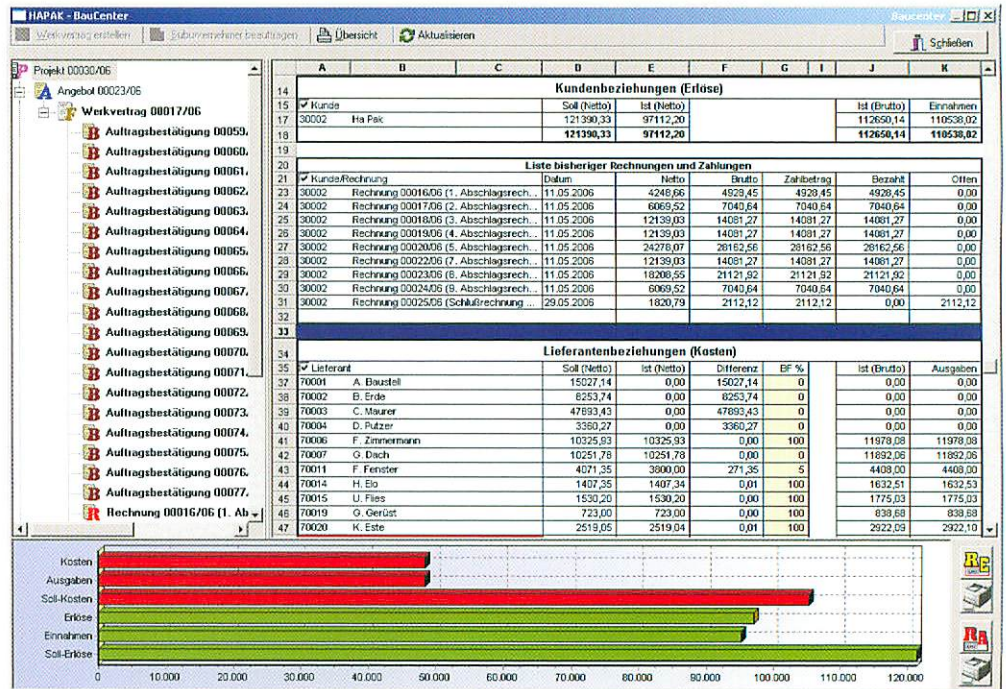 HAPAK - BauCenter
Baucenter
Werkvertrag erstellen Subunternehmer beauftragen Übersicht Aktualisieren
Schließen
Projekt 00030/06
Angebot 00023/06
Werkvertrag 00017/06
Auftragsbestätigung 00059.
Auftragsbestätigung 00060.
Auftragsbestätigung 00061.
Auftragsbestätigung 00062.
Auftragsbestätigung 00063.
Auftragsbestätigung 00064.
Auftragsbestätigung 00065.
Auftragsbestätigung 00066.
Auftragsbestätigung 00067.
Auftragsbestätigung 00068.
Auftragsbestätigung 00069.
Auftragsbestätigung 00070.
Auftragsbestätigung 00071.
Auftragsbestätigung 00072.
Auftragsbestätigung 00073.
Auftragsbestätigung 00074.
Auftragsbestätigung 00075.
Auftragsbestätigung 00076.
Auftragsbestätigung 00077.
Rechnung 00016/06 (1. Ab
A B C D E F G I J K
14 Kundenbeziehungen (Erlöse)
15 Kunde Soll (Netto) Ist (Netto) Ist (Brutto) Einnahmen
17 30002 Ha Pak 121390,33 97112,20 112650,14 110538,02
18 121390,33 97112,20 112650,14 110538,02
19
20 Liste bisheriger Rechnungen und Zahlungen
21 Kunde/Rechnung Datum Netto Brutto Zahlbetrag Bezahlt Offen
23 30002 Rechnung 00016/06 (1. Abschlagsrech... 11.05.2006 4248,66 4928,45 4928,45 4928,45 0,00
24 30002 Rechnung 00017/06 (2. Abschlagsrech... 11.05.2006 6069,52 7040,64 7040,64 7040,64 0,00
25 30002 Rechnung 00018/06 (3. Abschlagsrech... 11.05.2006 12139,03 14081,27 14081,27 14081,27 0,00
26 30002 Rechnung 00019/06 (4. Abschlagsrech... 11.05.2006 12139,03 14081,27 14081,27 14081,27 0,00
27 30002 Rechnung 00020/06 (5. Abschlagsrech... 11.05.2006 24278,07 28162,56 28162,56 28162,56 0,00
28 30002 Rechnung 00022/06 (7. Abschlagsrech... 11.05.2006 12139,03 14081,27 14081,27 14081,27 0,00
29 30002 Rechnung 00023/06 (8. Abschlagsrech... 11.05.2006 18208,55 21121,92 21121,92 21121,92 0,00
30 30002 Rechnung 00024/06 (9. Abschlagsrech... 11.05.2006 6069,52 7040,64 7040,64 7040,64 0,00
31 30002 Rechnung 00025/06 (Schlußrechnung ... 29.05.2006 1820,79 2112,12 2112,12 0,00 2112,12
32
33
34 Lieferantenbeziehungen (Kosten)
35 Lieferant Soll (Netto) Ist (Netto) Differenz BF % Ist (Brutto) Ausgaben
37 70001 A. Baustell 15027,14 0,00 15027,14 0 0,00 0,00
38 70002 B. Erde 8253,74 0,00 8253,74 0 0,00 0,00
39 70003 C. Maurer 47893,43 0,00 47893,43 0 0,00 0,00
40 70004 D. Putzer 3360,27 0,00 3360,27 0 0,00 0,00
41 70006 F. Zimmermann 10325,93 10325,93 0,00 100 11978,08 11978,08
42 70007 G. Dach 10251,78 10251,78 0,00 0 11892,06 11892,06
43 70011 F. Fenster 4071,35 3800,00 271,35 5 4408,00 4408,00
44 70014 H. Elo 1407,35 1407,34 0,01 100 1632,51 1632,53
45 70015 U. Flies 1530,20 1530,20 0,00 100 1775,03 1775,03
46 70019 G. Gerüst 723,00 723,00 0,00 100 838,68 838,68
47 70020 K. Este 2519,05 2519,04 0,01 100 2922,09 2922,10
Kosten
Ausgaben
Soll-Kosten
Erlöse
Einnahmen
Soll-Erlöse
0 10.000 20.000 30.000 40.000 50.000 60.000 70.000 80.000 90.000 100.000 110.000 120.000
RE
RA